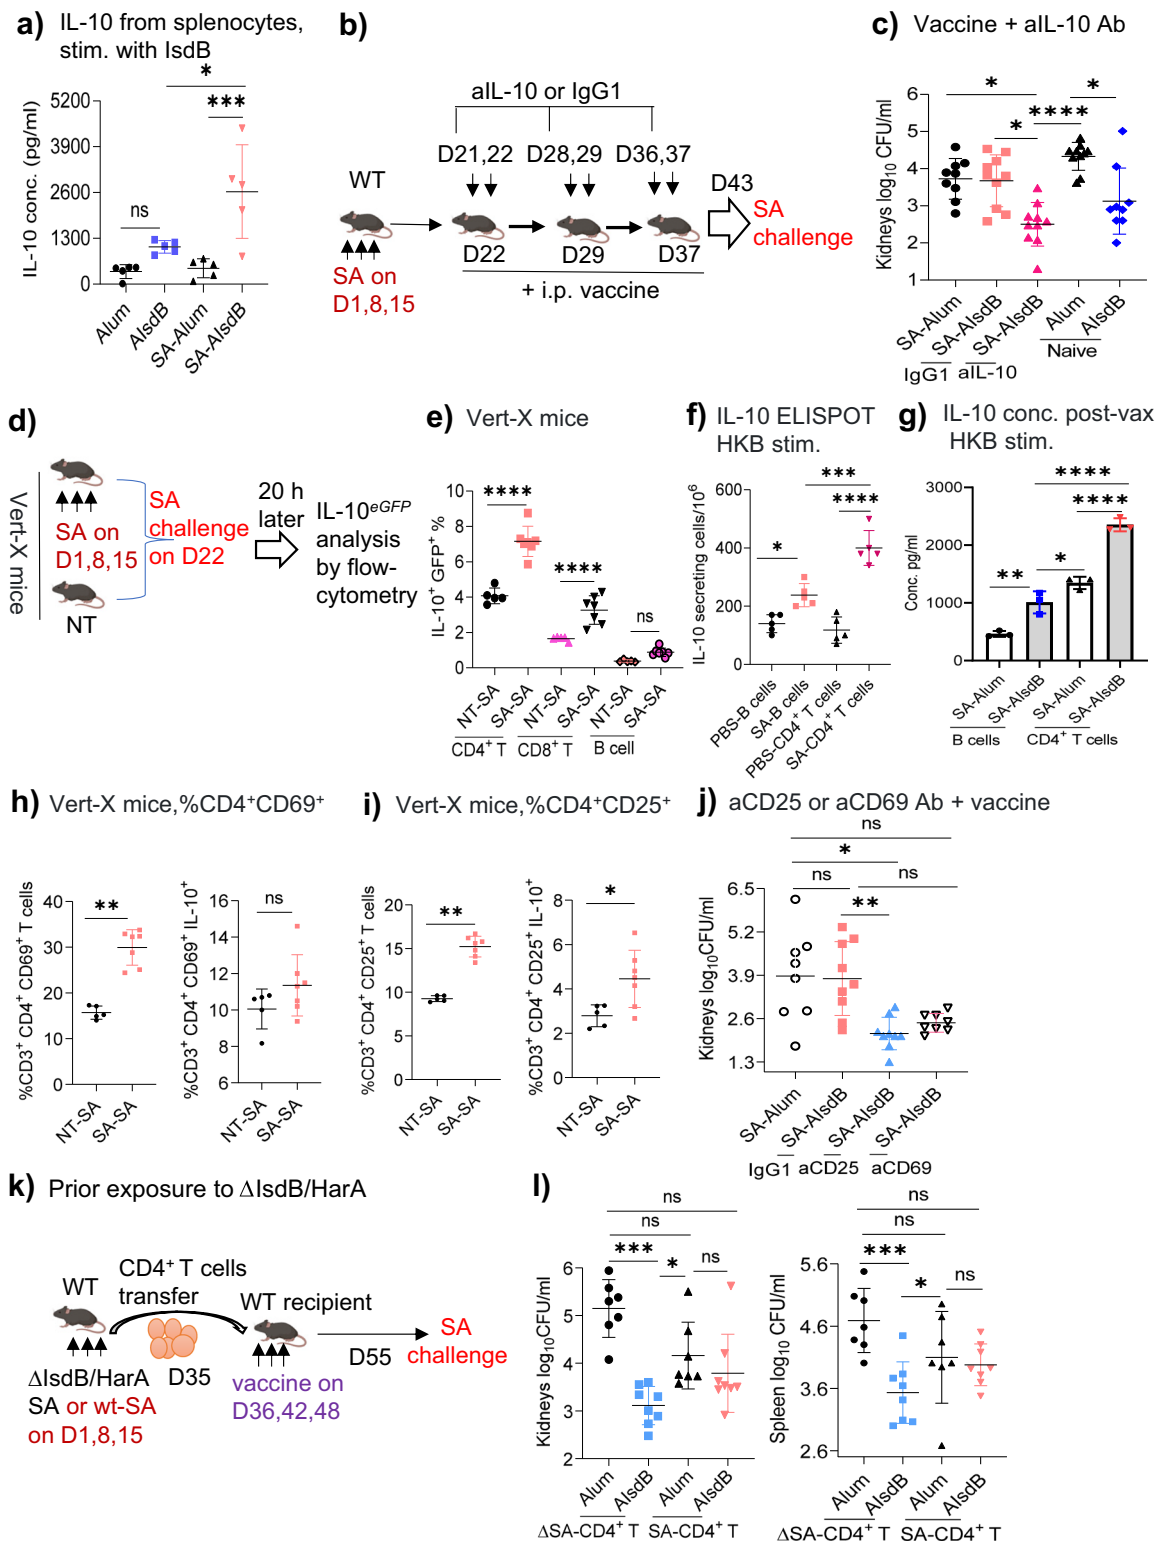 a) IL-10 from splenocytes,
stim. with IsdB
IL-10 conc. (pg/ml)
5200
3900
2600
1300
0
ns
*
***
Alum
AlsdB
SA-Alum
SA-AlsdB
b)
aIL-10 or IgG1
D21,22 D28,29 D36,37
WT
D43
SA
challenge
D22 D29 D37
SA on
D1,8,15
+ i.p. vaccine
c) Vaccine + aIL-10 Ab
Kidneys log10 CFU/ml
6
5
4
3
2
1
*
*
****
*
SA-Alum
SA-AlsdB
SA-AlsdB
Alum
AlsdB
IgG1 aIL-10
Naive
d)
Vert-X mice
SA on
D1,8,15
NT
SA
challenge
on D22
20 h
later
IL-10eGFP
analysis
by flow-
cytometry
e) Vert-X mice
IL-10+ GFP+ %
10
8
6
4
2
0
****
****
ns
NT-SA
SA-SA
NT-SA
SA-SA
NT-SA
SA-SA
CD4+ T CD8+ T B cell
f) IL-10 ELISPOT
HKB stim.
IL-10 secreting cells/10^6
600
400
200
0
***
****
*
PBS-B cells
SA-B cells
PBS-CD4+ T cells
SA-CD4+ T cells
g) IL-10 conc. post-vax
HKB stim.
Conc. pg/ml
3000
2000
1000
0
****
****
*
**
SA-Alum
SA-AlsdB
SA-Alum
SA-AlsdB
B cells CD4+ T cells
h) Vert-X mice,%CD4+CD69+
%CD3+ CD4+ CD69+ T cells
40
30
20
10
0
**
NT-SA
SA-SA
%CD3+ CD4+ CD69+ IL-10+
16
14
12
10
8
6
ns
NT-SA
SA-SA
i) Vert-X mice,%CD4+CD25+
%CD3+ CD4+ CD25+ T cells
20
15
10
5
0
**
NT-SA
SA-SA
%CD3+ CD4+ CD25+ IL-10+
8
6
4
2
0
*
NT-SA
SA-SA
j) aCD25 or aCD69 Ab + vaccine
Kidneys log10CFU/ml
6.5
5.2
3.9
2.6
1.3
ns
*
ns
ns
**
SA-Alum
SA-AlsdB
SA-AlsdB
SA-AlsdB
IgG1 aCD25 aCD69
k) Prior exposure to ΔIsdB/HarA
WT
CD4+ T cells
transfer
WT recipient
D35
D55
SA
challenge
ΔIsdB/HarA
SA or wt-SA
on D1,8,15
vaccine on
D36,42,48
l)
Kidneys log10CFU/ml
6
5
4
3
2
ns
ns
***
*
ns
Alum
AlsdB
Alum
AlsdB
ΔSA-CD4+ T SA-CD4+ T
Spleen log10 CFU/ml
5.6
4.6
3.6
2.6
ns
ns
***
*
ns
Alum
AlsdB
Alum
AlsdB
ΔSA-CD4+ T SA-CD4+ T